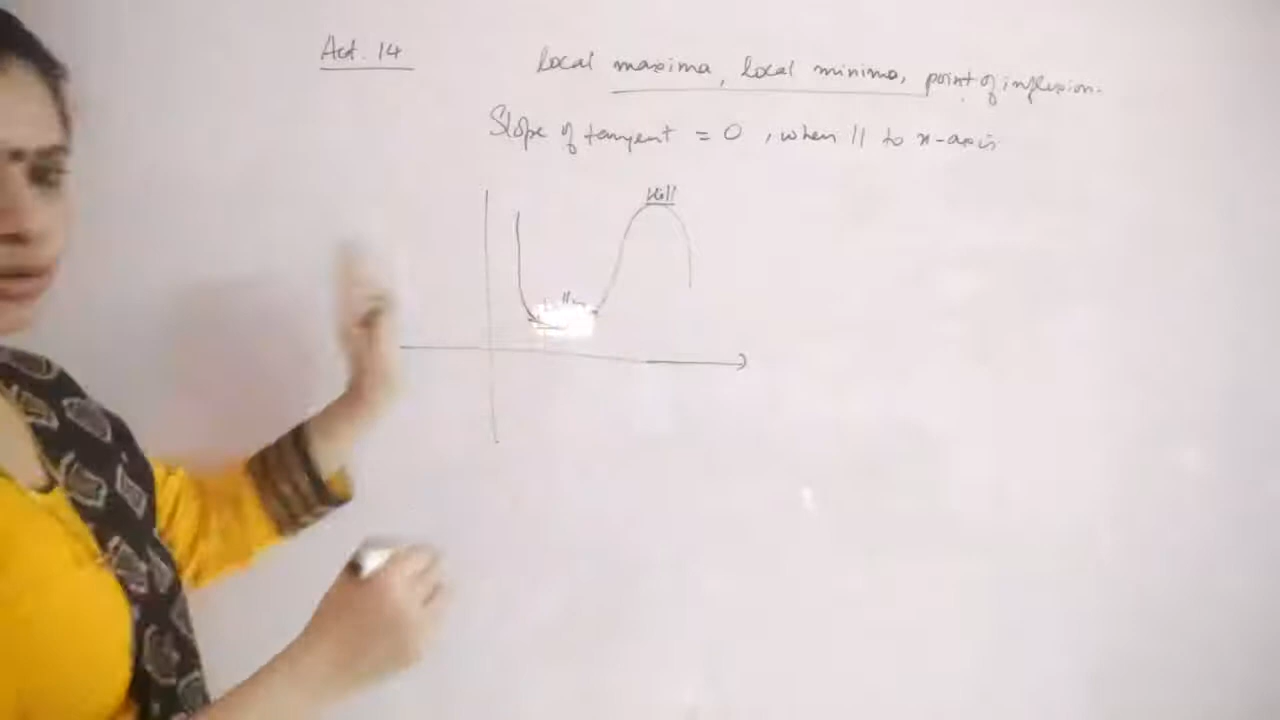 Act. 14
local maxima, local minima, point of inflexion.
Slope of tangent = 0, when || to x-axis
Hill